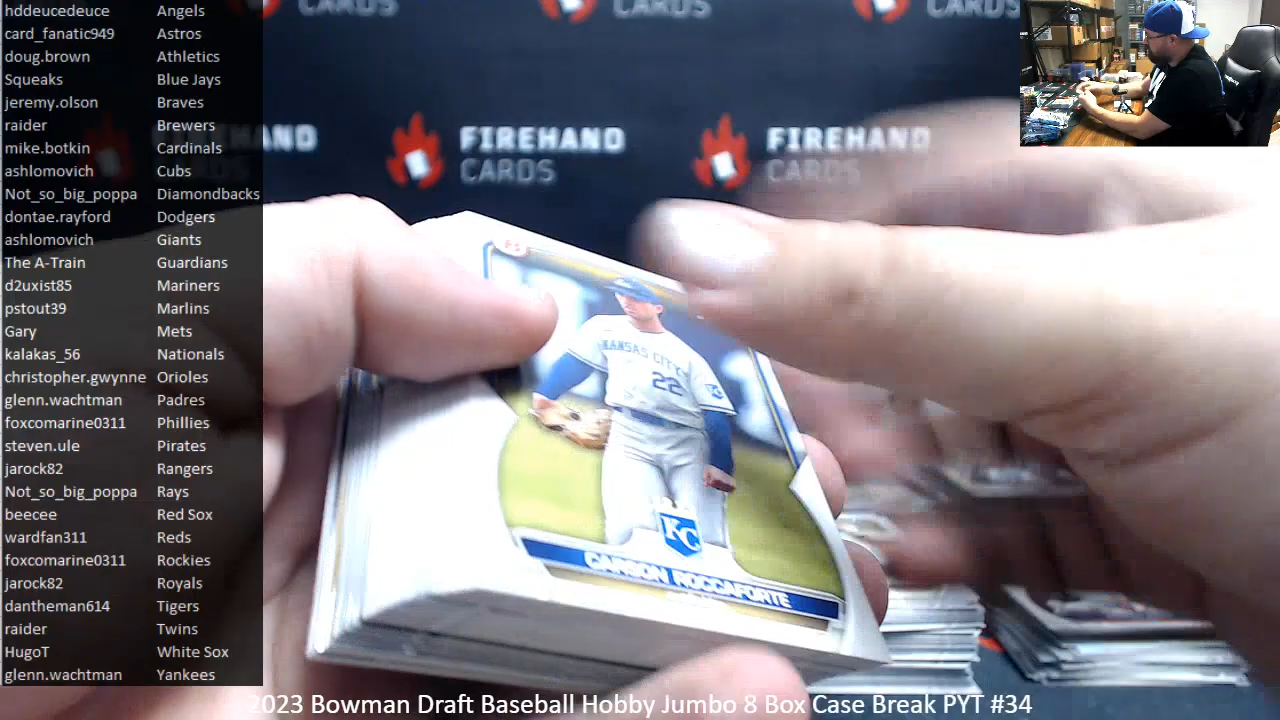 hddeucedeuce Angels
card_fanatic949 Astros
doug.brown Athletics
Squeaks Blue Jays
jeremy.olson Braves
raider Brewers
mike.botkin Cardinals
ashlomovich Cubs
Not_so_big_poppa Diamondbacks
dontae.rayford Dodgers
ashlomovich Giants
The A-Train Guardians
d2uxist85 Mariners
pstout39 Marlins
Gary Mets
kalakas_56 Nationals
christopher.gwynne Orioles
glenn.wachtman Padres
foxcomarine0311 Phillies
steven.ule Pirates
jarock82 Rangers
Not_so_big_poppa Rays
beecee Red Sox
wardfan311 Reds
foxcomarine0311 Rockies
jarock82 Royals
dantheman614 Tigers
raider Twins
HugoT White Sox
glenn.wachtman Yankees
CARDS
CARDS
CARDS
FIREHAND
CARDS
FIREHAND
CARDS
KANSAS CITY
22
KC
CARSON ROCCAFORTE
2023 Bowman Draft Baseball Hobby Jumbo 8 Box Case Break PYT #34